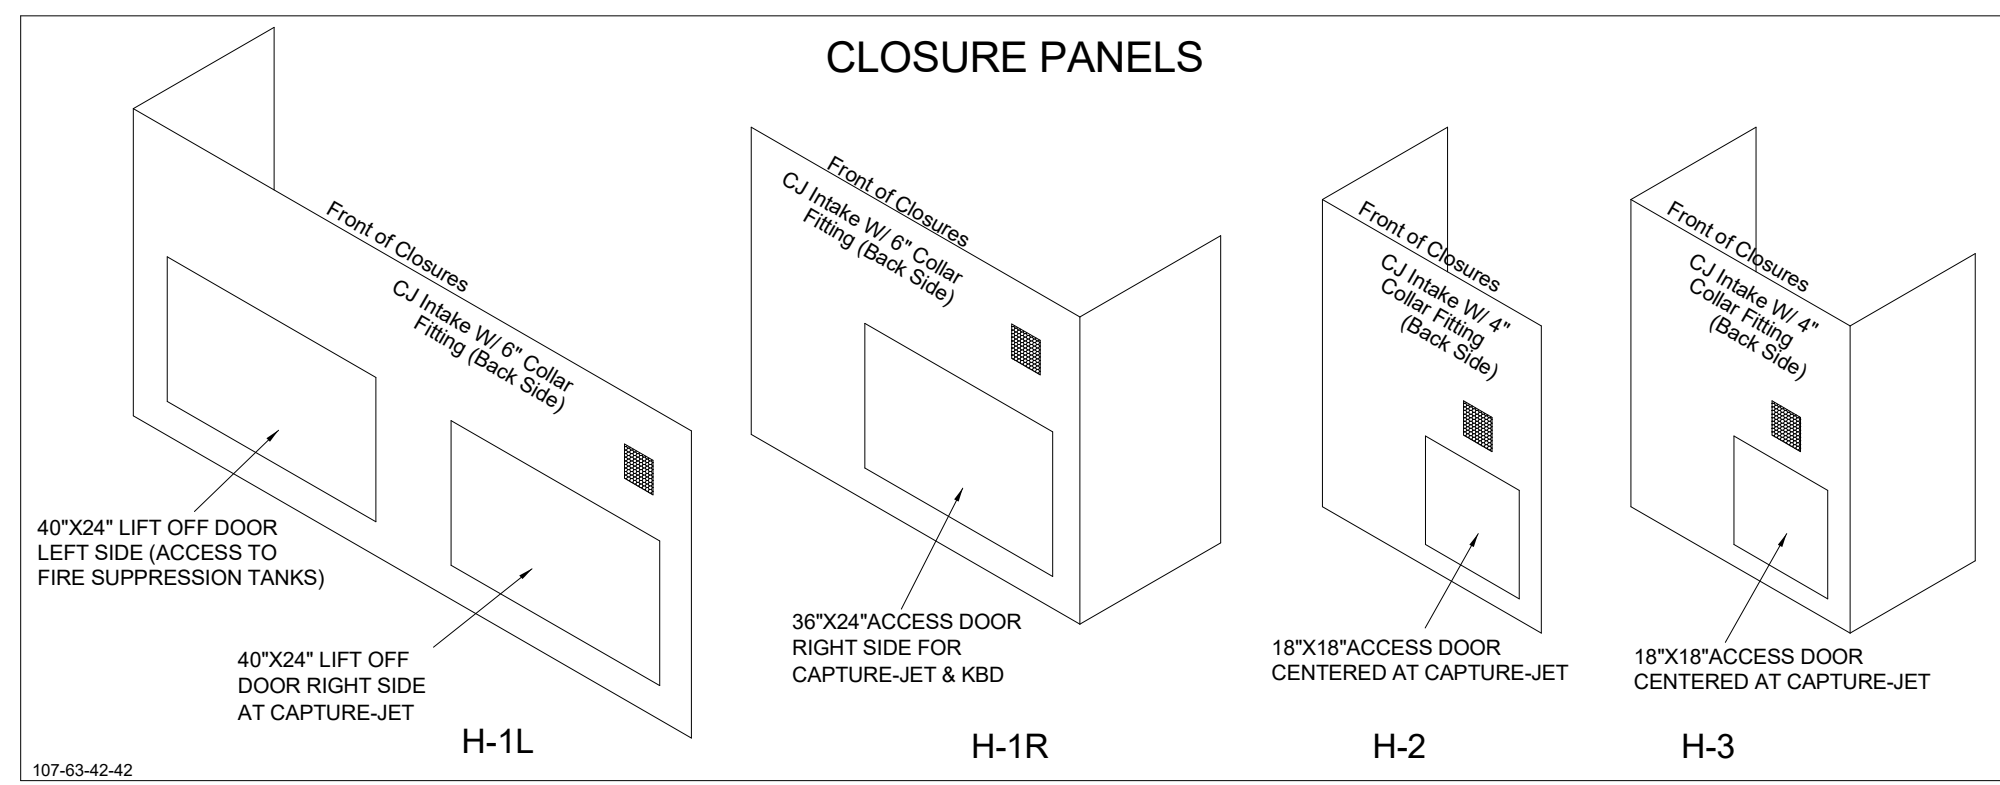 CLOSURE PANELS
Front of Closures
CJ Intake W/ 6" Collar
Fitting (Back Side)
40"X24" LIFT OFF DOOR
LEFT SIDE (ACCESS TO
FIRE SUPPRESSION TANKS)
40"X24" LIFT OFF
DOOR RIGHT SIDE
AT CAPTURE-JET
H-1L
Front of Closures
CJ Intake W/ 6" Collar
Fitting (Back Side)
36"X24"ACCESS DOOR
RIGHT SIDE FOR
CAPTURE-JET & KBD
H-1R
Front of Closures
CJ Intake W/ 4"
Collar Fitting
(Back Side)
18"X18"ACCESS DOOR
CENTERED AT CAPTURE-JET
H-2
Front of Closures
CJ Intake W/ 4"
Collar Fitting
(Back Side)
18"X18"ACCESS DOOR
CENTERED AT CAPTURE-JET
H-3
107-63-42-42